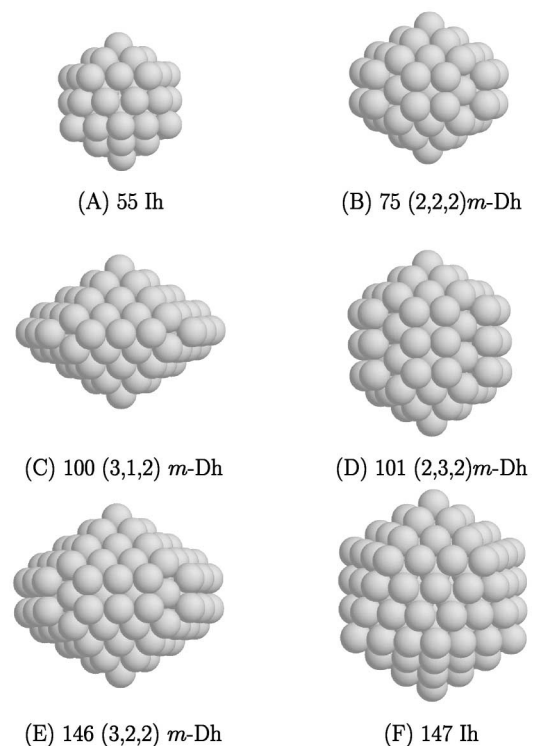 (A) 55 Ih
(B) 75 (2,2,2)m-Dh
(C) 100 (3,1,2) m-Dh
(D) 101 (2,3,2)m-Dh
(E) 146 (3,2,2) m-Dh
(F) 147 Ih